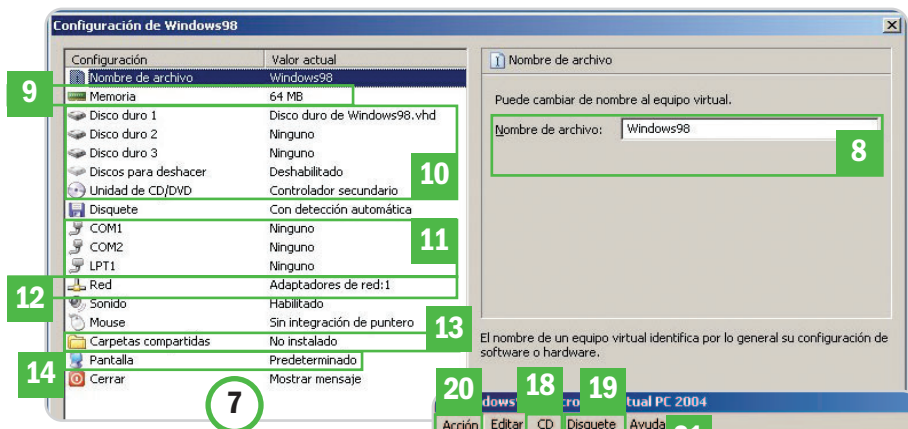 Configuración de Windows98
Configuración Valor actual
Nombre de archivo Windows98
9
Memoria 64 MB
Disco duro 1 Disco duro de Windows98.vhd
Disco duro 2 Ninguno
Disco duro 3 Ninguno
Discos para deshacer Deshabilitado
10
Unidad de CD/DVD Controlador secundario
Disquete Con detección automática
COM1 Ninguno
11
COM2 Ninguno
LPT1 Ninguno
12
Red Adaptadores de red:1
Sonido Habilitado
Mouse Sin integración de puntero
13
Carpetas compartidas No instalado
14
Pantalla Predeterminado
Cerrar Mostrar mensaje
7
Nombre de archivo
Puede cambiar de nombre al equipo virtual.
Nombre de archivo: Windows98
8
El nombre de un equipo virtual identifica por lo general su configuración de
software o hardware.
20 18 19
tual PC 2004
Acción Editar CD Disquete Ayuda